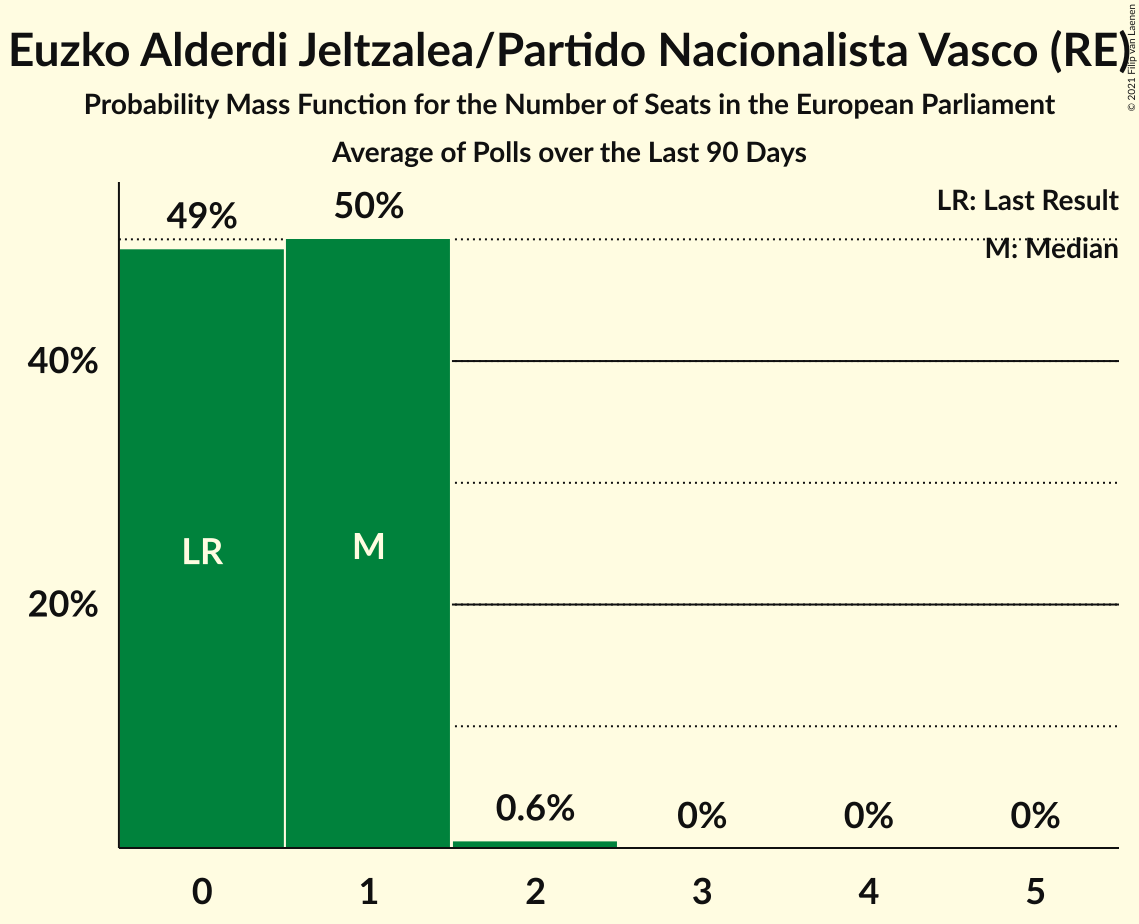 Euzko Alderdi Jeltzalea/Partido Nacionalista Vasco (RE)
Probability Mass Function for the Number of Seats in the European Parliament
Average of Polls over the Last 90 Days
© 2021 Filip van Laenen
LR: Last Result
M: Median
49%
50%
40%
20%
LR
M
0.6%
0%
0%
0%
0
1
2
3
4
5